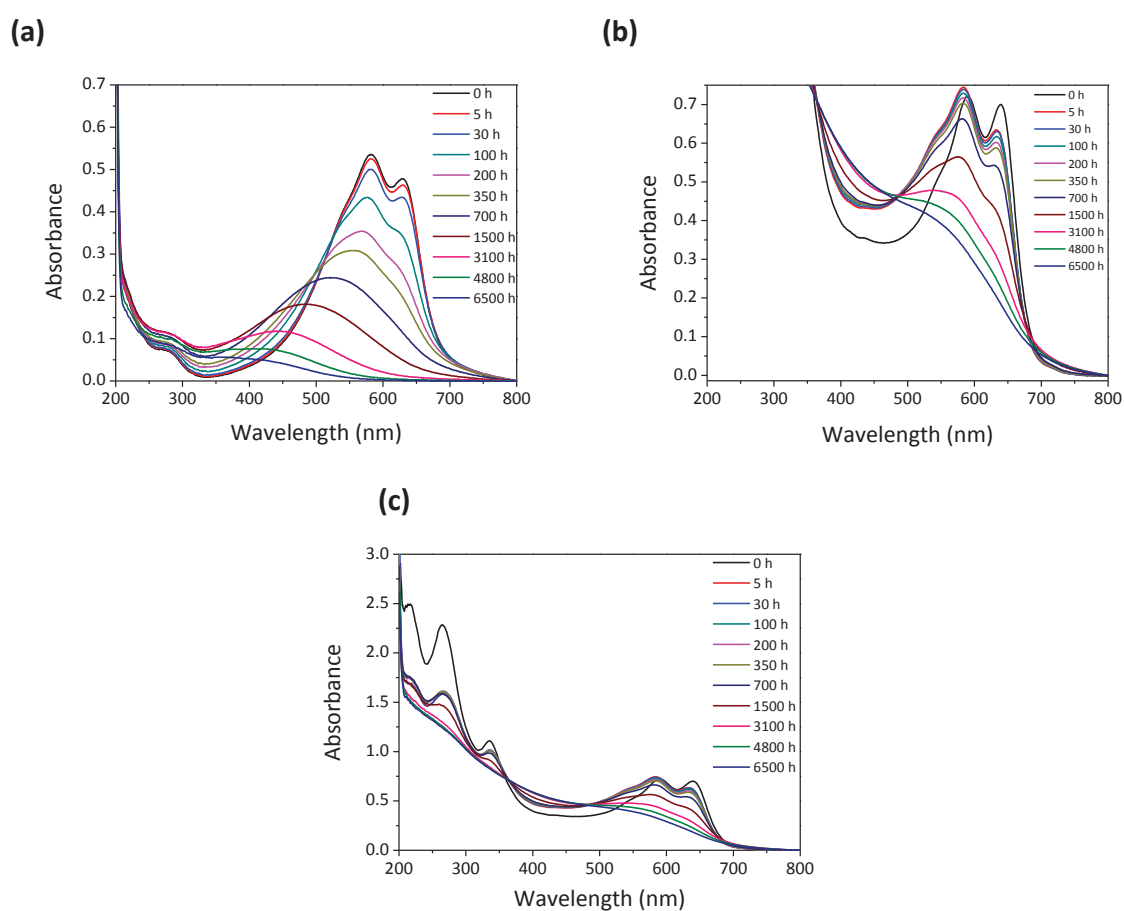 (a)
(b)
0.7
0.6
0.5
0.4
0.3
0.2
0.1
0.0
200 300 400 500 600 700 800
Absorbance
Wavelength (nm)
0 h
5 h
30 h
100 h
200 h
350 h
700 h
1500 h
3100 h
4800 h
6500 h
0.7
0.6
0.5
0.4
0.3
0.2
0.1
0.0
200 300 400 500 600 700 800
Absorbance
Wavelength (nm)
0 h
5 h
30 h
100 h
200 h
350 h
700 h
1500 h
3100 h
4800 h
6500 h
(c)
3.0
2.5
2.0
1.5
1.0
0.5
0.0
200 300 400 500 600 700 800
Absorbance
Wavelength (nm)
0 h
5 h
30 h
100 h
200 h
350 h
700 h
1500 h
3100 h
4800 h
6500 h